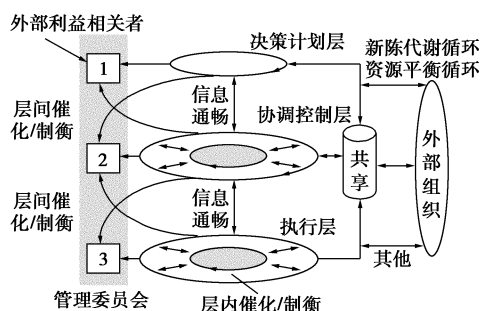 外部利益相关者
决策计划层
1
新陈代谢循环
资源平衡循环
层间催
化/制衡
信息
通畅
协调控制层
2
共享
外部组织
层间催
化/制衡
信息
通畅
执行层
3
其他
管理委员会
层内催化/制衡